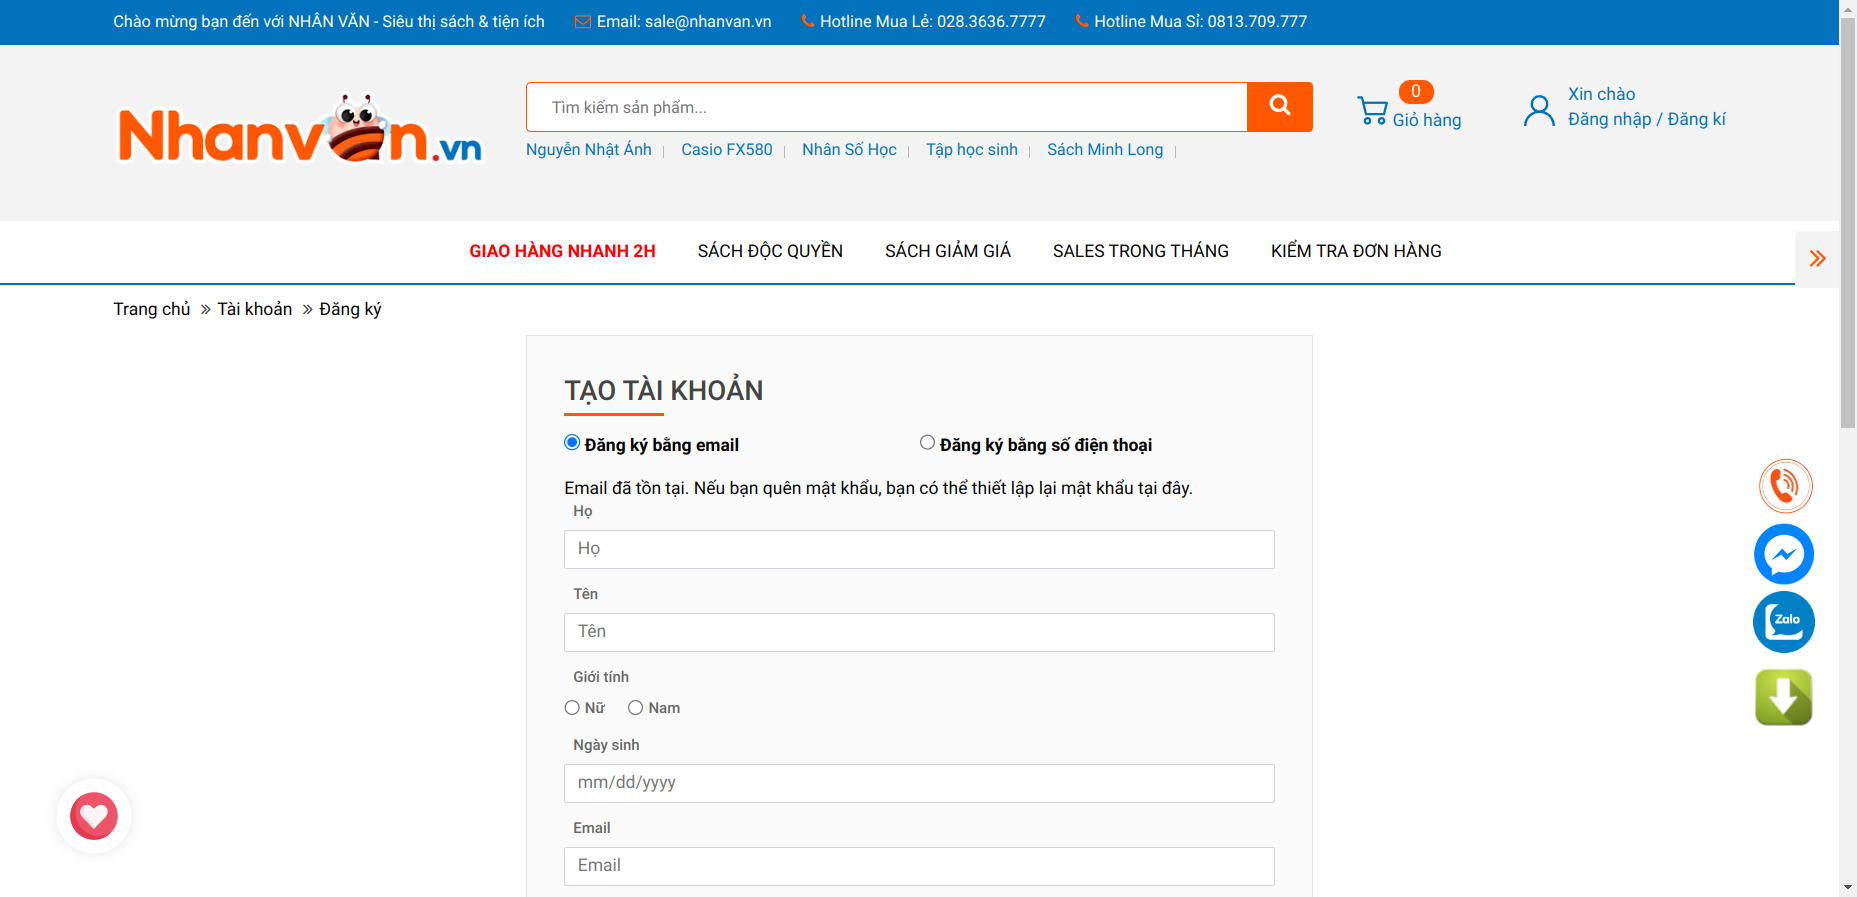 Chào mừng bạn đến với NHÂN VĂN - Siêu thị sách & tiện ích Email: sale@nhanvan.vn Hotline Mua Lẻ: 028.3636.7777 Hotline Mua Sỉ: 0813.709.777
Nhanvan.vn
Tìm kiếm sản phẩm...
0
Giỏ hàng
Xin chào
Đăng nhập / Đăng kí
Nguyễn Nhật Ánh | Casio FX580 | Nhân Số Học | Tập học sinh | Sách Minh Long |
GIAO HÀNG NHANH 2H SÁCH ĐỘC QUYỀN SÁCH GIẢM GIÁ SALES TRONG THÁNG KIỂM TRA ĐƠN HÀNG
Trang chủ » Tài khoản » Đăng ký
TẠO TÀI KHOẢN
Đăng ký bằng email Đăng ký bằng số điện thoại
Email đã tồn tại. Nếu bạn quên mật khẩu, bạn có thể thiết lập lại mật khẩu tại đây.
Họ
Họ
Tên
Tên
Giới tính
Nữ Nam
Ngày sinh
mm/dd/yyyy
Email
Email
Zalo